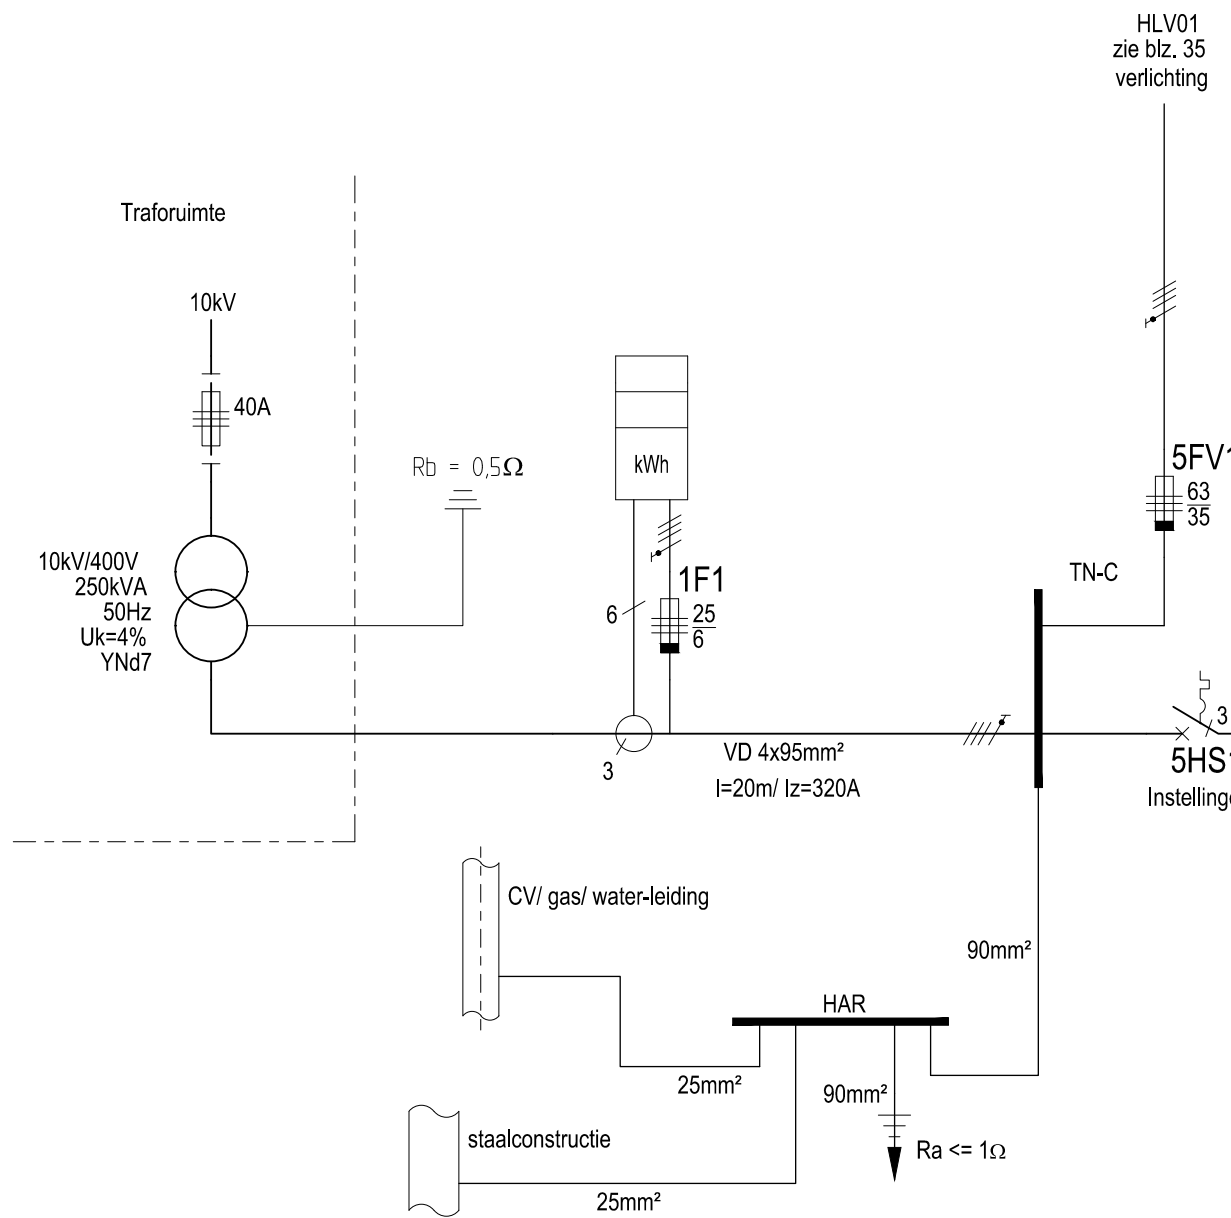 HLV01
zie blz. 35
verlichting
Traforuimte
10kV
40A
Rb = 0,5Ω
kWh
5FV1
63
35
10kV/400V
250kVA
50Hz
Uk=4%
YNd7
6
1F1
25
6
TN-C
3
VD 4x95mm²
l=20m/ Iz=320A
3
5HS1
Instellinge
CV/ gas/ water-leiding
90mm²
HAR
25mm²
90mm²
staalconstructie
Ra <= 1Ω
25mm²